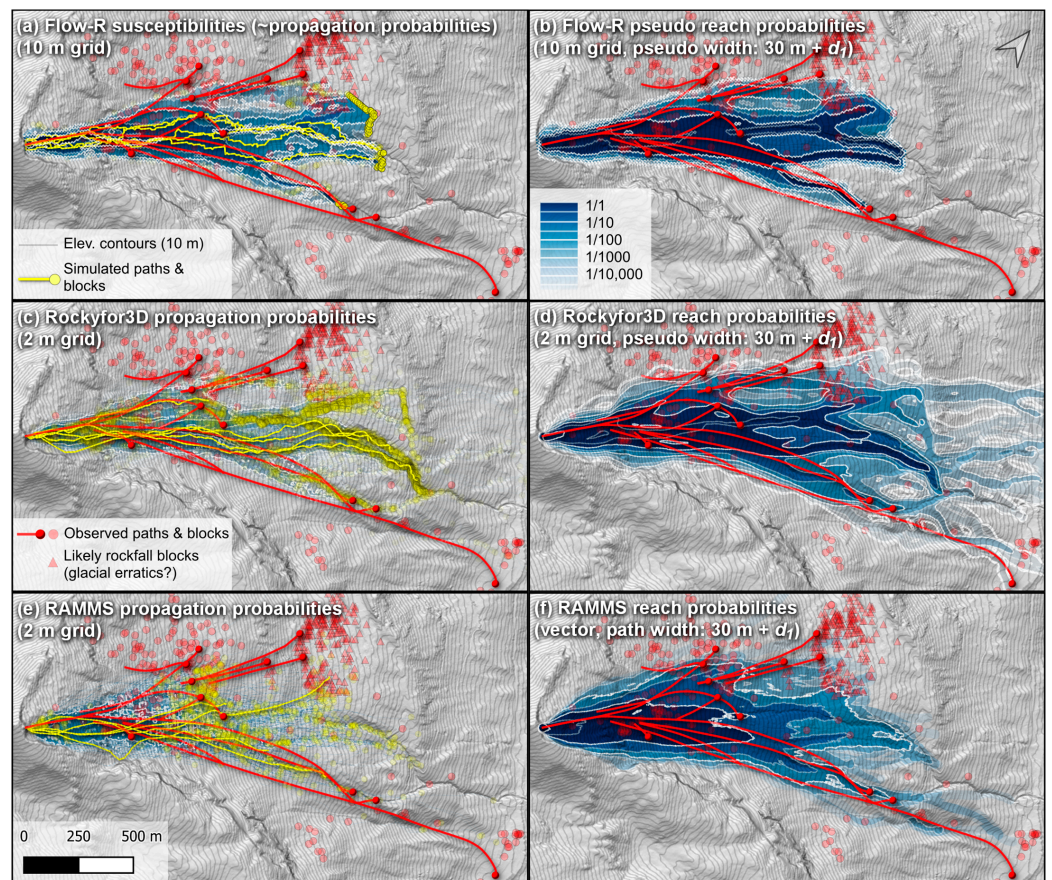 (a) Flow-R susceptibilities (~propagation probabilities)
(10 m grid)
Elev. contours (10 m)
Simulated paths &
blocks
(b) Flow-R pseudo reach probabilities
(10 m grid, pseudo width: 30 m + d1)
1/1
1/10
1/100
1/1000
1/10,000
(c) Rockyfor3D propagation probabilities
(2 m grid)
Observed paths & blocks
Likely rockfall blocks
(glacial erratics?)
(d) Rockyfor3D reach probabilities
(2 m grid, pseudo width: 30 m + d1)
(e) RAMMS propagation probabilities
(2 m grid)
0 250 500 m
(f) RAMMS reach probabilities
(vector, path width: 30 m + d1)